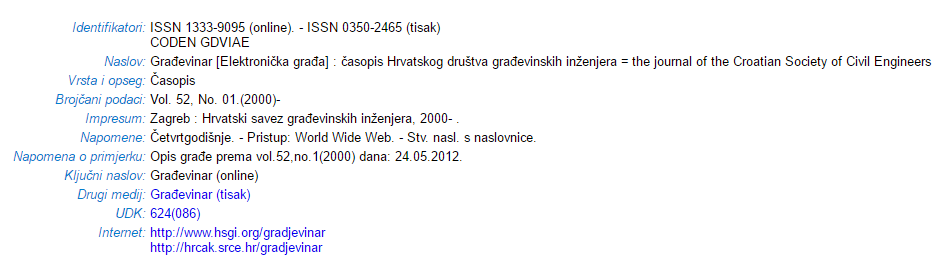 Identifikatori: ISSN 1333-9095 (online). - ISSN 0350-2465 (tisak)
CODEN GDVIAE
Naslov: Građevinar [Elektronička građa] : časopis Hrvatskog društva građevinskih inženjera = the journal of the Croatian Society of Civil Engineers
Vrsta i opseg: Časopis
Brojčani podaci: Vol. 52, No. 01.(2000)-
Impresum: Zagreb : Hrvatski savez građevinskih inženjera, 2000- .
Napomene: Četvrtgodišnje. - Pristup: World Wide Web. - Stv. nasl. s naslovnice.
Napomena o primjerku: Opis građe prema vol.52,no.1(2000) dana: 24.05.2012.
Ključni naslov: Građevinar (online)
Drugi medij: Građevinar (tisak)
UDK: 624(086)
Internet: http://www.hsgi.org/gradjevinar
http://hrcak.srce.hr/gradjevinar